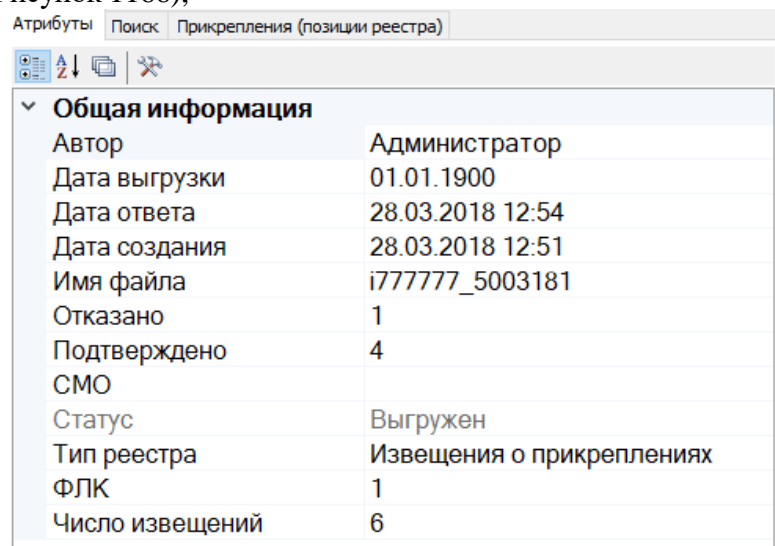 Атрибуты Поиск Прикрепления (позиции реестра)
Общая информация
Автор Администратор
Дата выгрузки 01.01.1900
Дата ответа 28.03.2018 12:54
Дата создания 28.03.2018 12:51
Имя файла i777777_5003181
Отказано 1
Подтверждено 4
СМО
Статус Выгружен
Тип реестра Извещения о прикреплениях
ФЛК 1
Число извещений 6